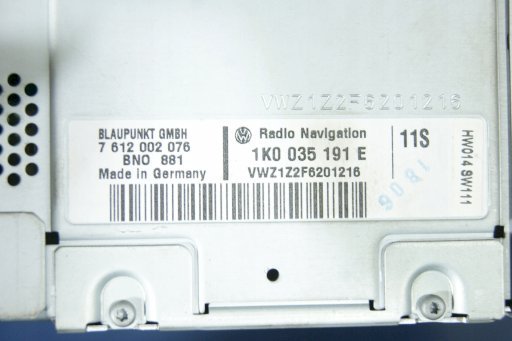 VWZ1Z2F6201216
BLAUPUNKT GMBH
7 612 002 076
BNO 881
Made in Germany
Radio Navigation
1K0 035 191 E
VWZ1Z2F6201216
11S
HW014 SW111
1806